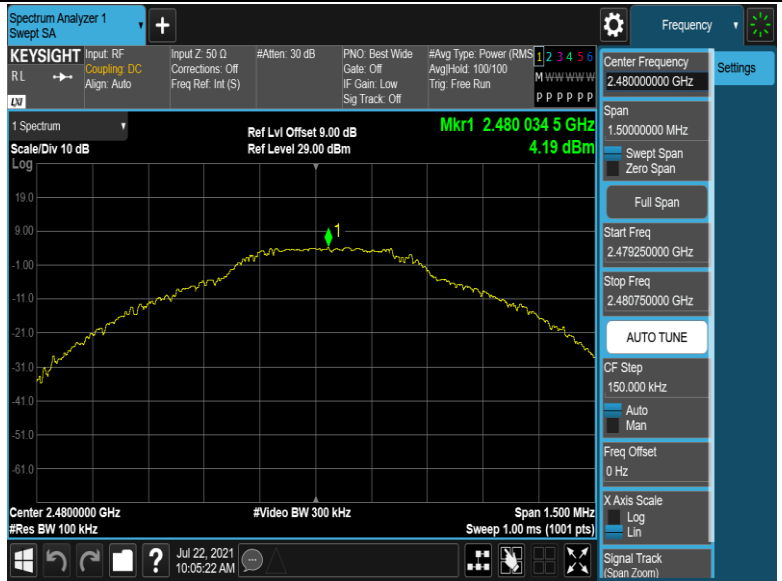 Spectrum Analyzer 1
Swept SA
+
Frequency
KEYSIGHT
RL
LXI
Input: RF
Coupling: DC
Align: Auto
Input Z: 50 Ω
Corrections: Off
Freq Ref: Int (S)
#Atten: 30 dB
PNO: Best Wide
Gate: Off
IF Gain: Low
Sig Track: Off
#Avg Type: Power (RMS
Avg|Hold: 100/100
Trig: Free Run
1 2 3 4 5 6
M W W W W W
P P P P P P
Settings
1 Spectrum
Scale/Div 10 dB
Log
Ref Lvl Offset 9.00 dB
Ref Level 29.00 dBm
Mkr1 2.480 034 5 GHz
4.19 dBm
1
19.0
9.00
-1.00
-11.0
-21.0
-31.0
-41.0
-51.0
-61.0
Center 2.4800000 GHz
#Res BW 100 kHz
#Video BW 300 kHz
Span 1.500 MHz
Sweep 1.00 ms (1001 pts)
Center Frequency
2.480000000 GHz
Span
1.50000000 MHz
Swept Span
Zero Span
Full Span
Start Freq
2.479250000 GHz
Stop Freq
2.480750000 GHz
AUTO TUNE
CF Step
150.000 kHz
Auto
Man
Freq Offset
0 Hz
X Axis Scale
Log
Lin
Signal Track
(Span Zoom)
?
Jul 22, 2021
10:05:22 AM